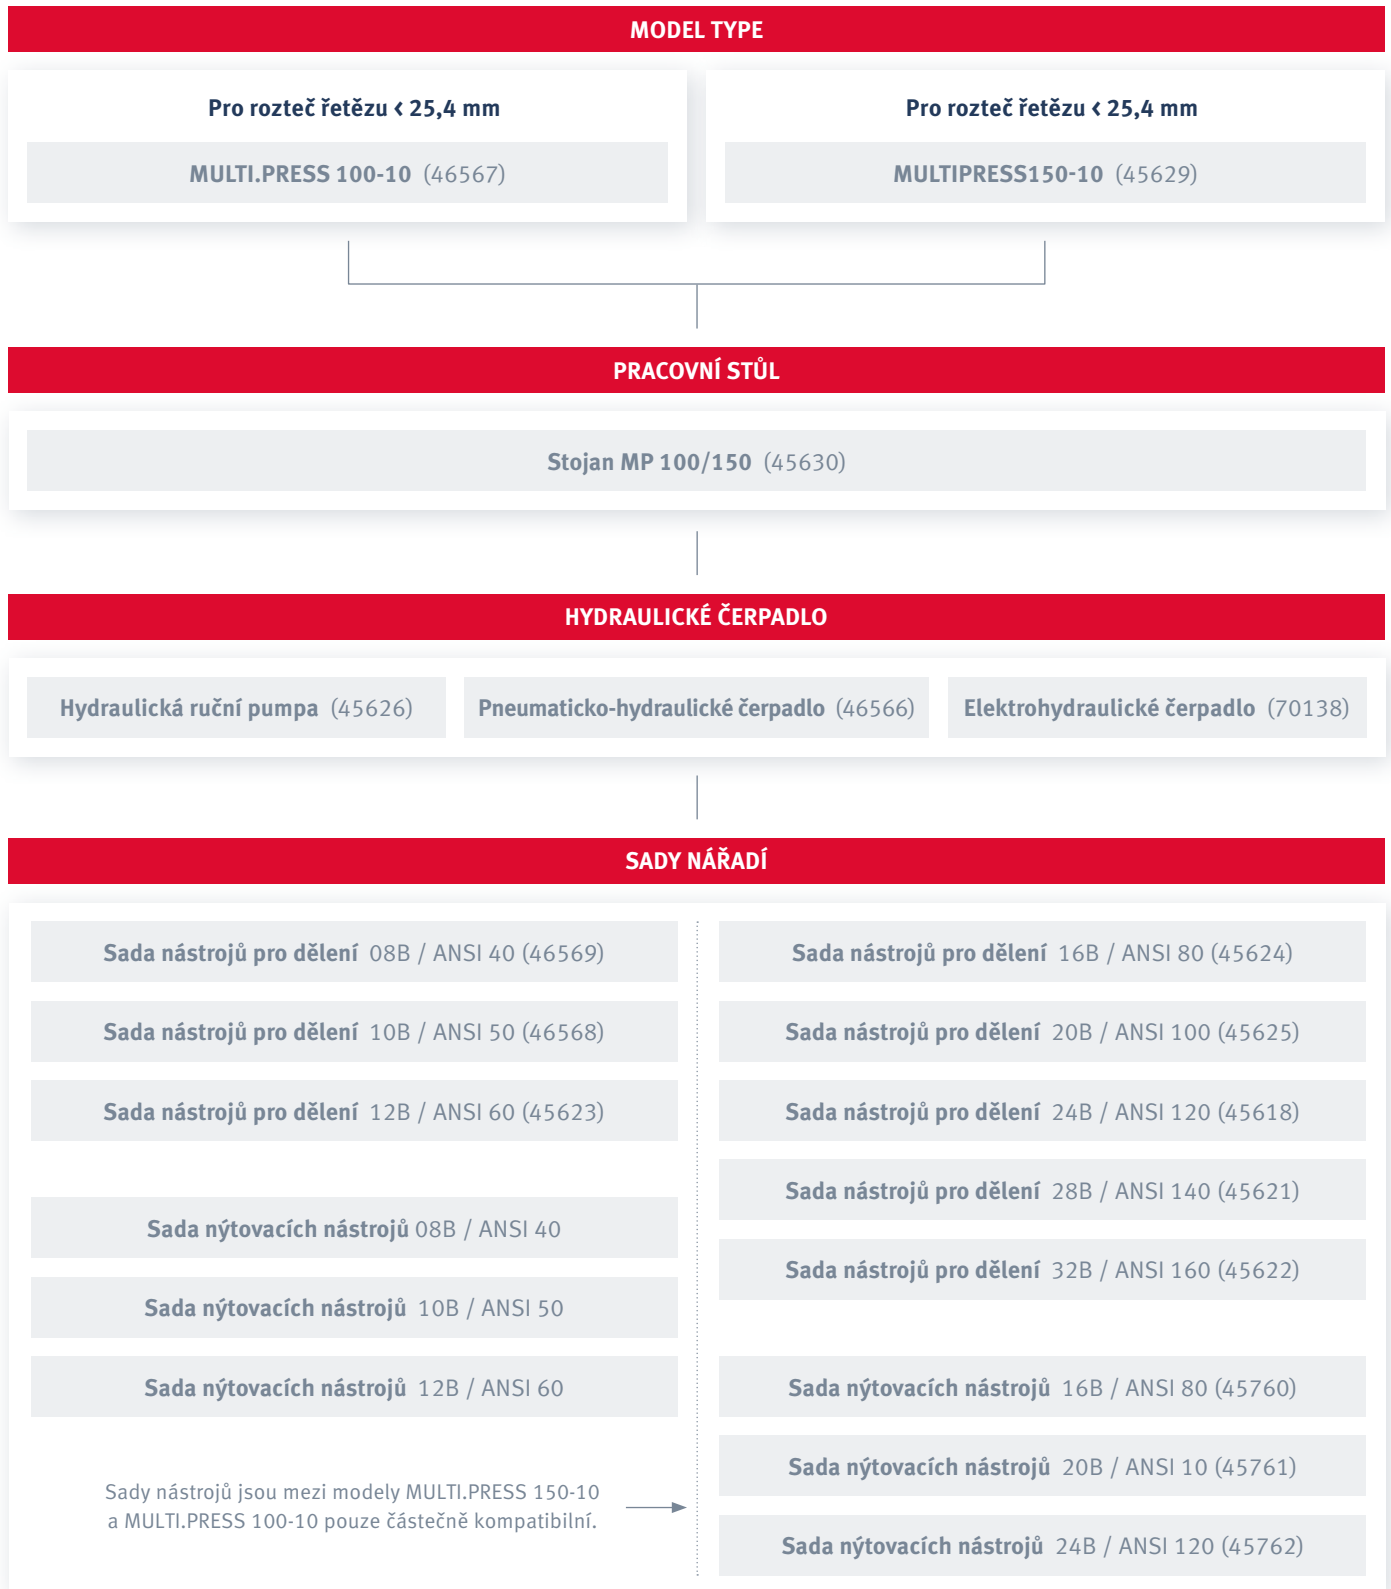 MODEL TYPE
Pro rozteč řetězu < 25,4 mm
MULTI.PRESS 100-10 (46567)
Pro rozteč řetězu < 25,4 mm
MULTIPRESS150-10 (45629)
PRACOVNÍ STŮL
Stojan MP 100/150 (45630)
HYDRAULICKÉ ČERPADLO
Hydraulická ruční pumpa (45626)
Pneumaticko-hydraulické čerpadlo (46566)
Elektrohydraulické čerpadlo (70138)
SADY NÁŘADÍ
Sada nástrojů pro dělení 08B / ANSI 40 (46569)
Sada nástrojů pro dělení 10B / ANSI 50 (46568)
Sada nástrojů pro dělení 12B / ANSI 60 (45623)
Sada nýtovacích nástrojů 08B / ANSI 40
Sada nýtovacích nástrojů 10B / ANSI 50
Sada nýtovacích nástrojů 12B / ANSI 60
Sady nástrojů jsou mezi modely MULTI.PRESS 150-10
a MULTI.PRESS 100-10 pouze částečně kompatibilní.
Sada nástrojů pro dělení 16B / ANSI 80 (45624)
Sada nástrojů pro dělení 20B / ANSI 100 (45625)
Sada nástrojů pro dělení 24B / ANSI 120 (45618)
Sada nástrojů pro dělení 28B / ANSI 140 (45621)
Sada nástrojů pro dělení 32B / ANSI 160 (45622)
Sada nýtovacích nástrojů 16B / ANSI 80 (45760)
Sada nýtovacích nástrojů 20B / ANSI 10 (45761)
Sada nýtovacích nástrojů 24B / ANSI 120 (45762)